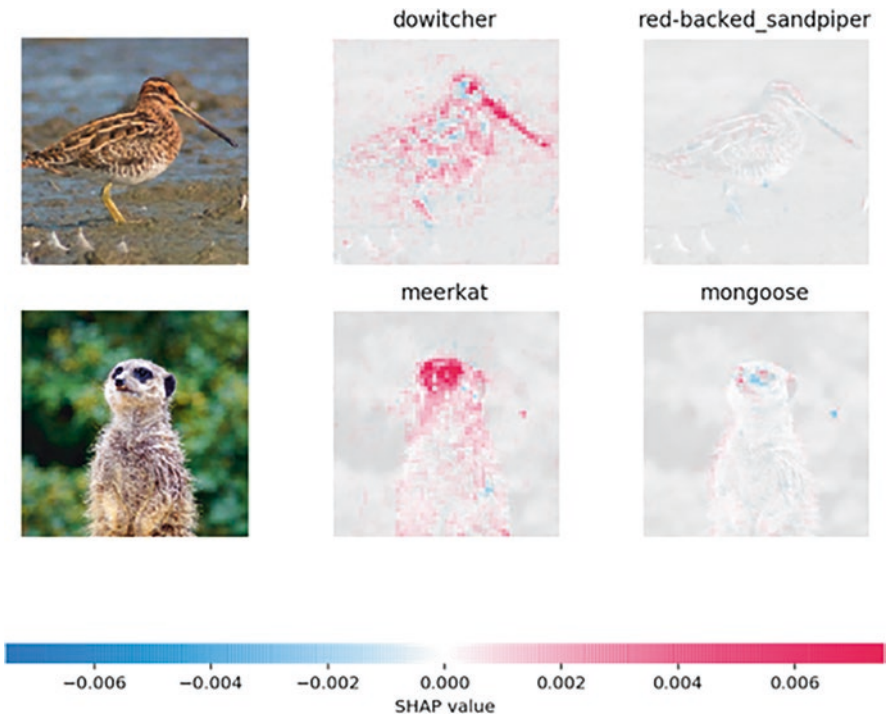 dowitcher
red-backed_sandpiper
meerkat
mongoose
−0.006 −0.004 −0.002 0.000 0.002 0.004 0.006
SHAP value